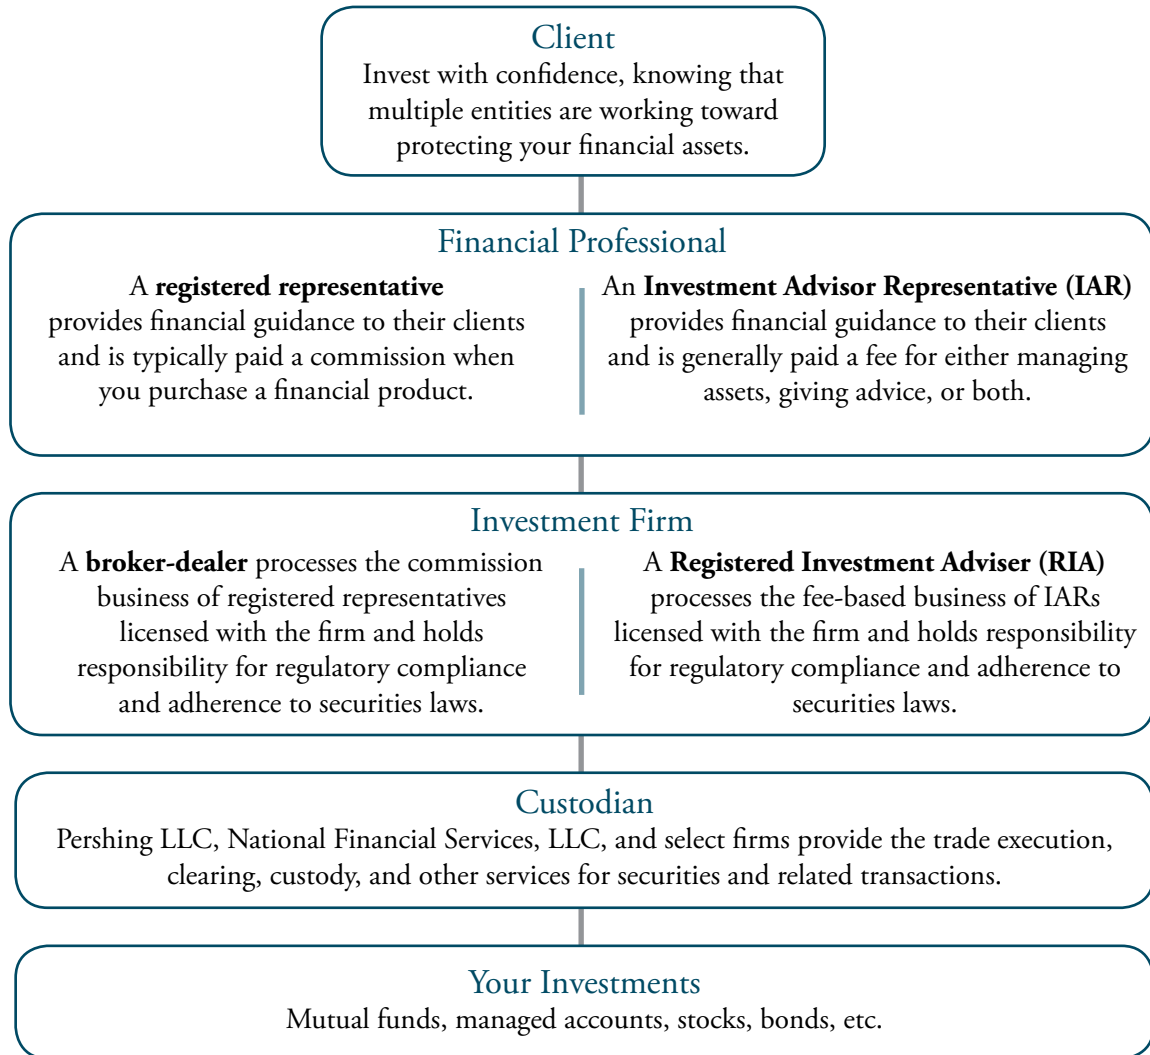 Client
Invest with confidence, knowing that
multiple entities are working toward
protecting your financial assets.
Financial Professional
A registered representative
provides financial guidance to their clients
and is typically paid a commission when
you purchase a financial product.
An Investment Advisor Representative (IAR)
provides financial guidance to their clients
and is generally paid a fee for either managing
assets, giving advice, or both.
Investment Firm
A broker-dealer processes the commission
business of registered representatives
licensed with the firm and holds
responsibility for regulatory compliance
and adherence to securities laws.
A Registered Investment Adviser (RIA)
processes the fee-based business of IARs
licensed with the firm and holds responsibility
for regulatory compliance and adherence to
securities laws.
Custodian
Pershing LLC, National Financial Services, LLC, and select firms provide the trade execution,
clearing, custody, and other services for securities and related transactions.
Your Investments
Mutual funds, managed accounts, stocks, bonds, etc.